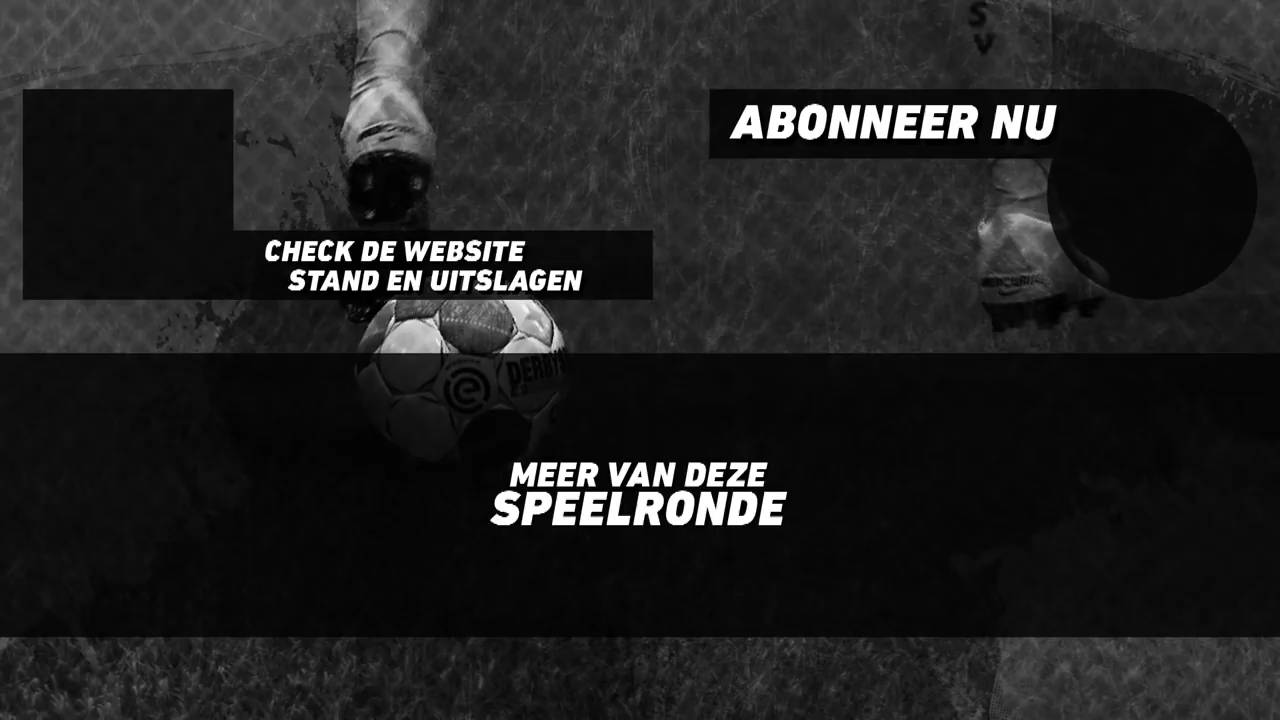 S
V
ABONNEER NU
CHECK DE WEBSITE
STAND EN UITSLAGEN
MEER VAN DEZE
SPEELRONDE